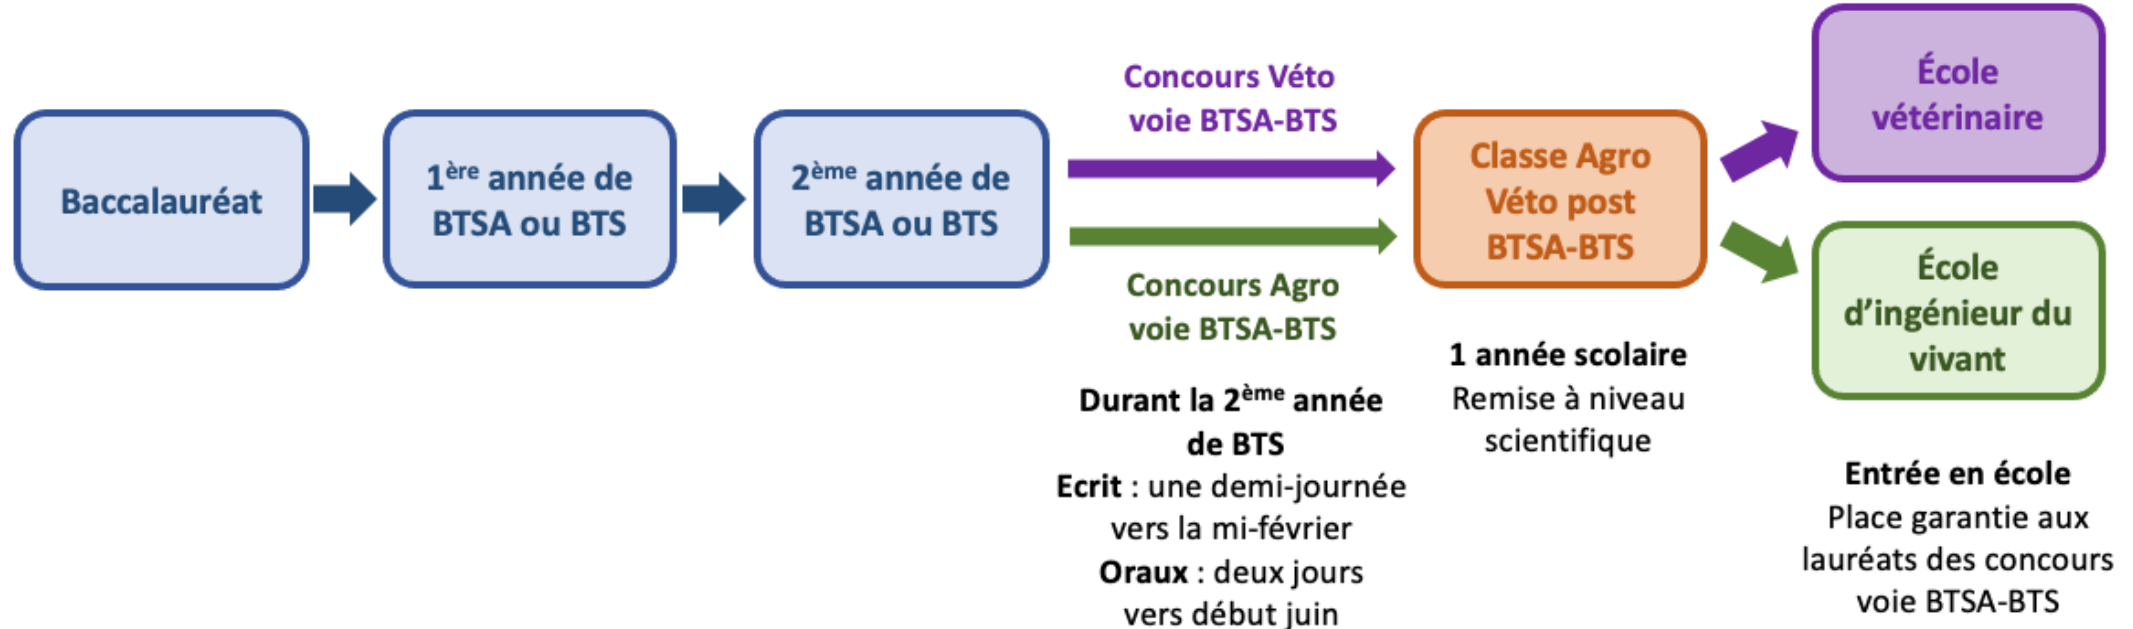 Baccalauréat
1ère année de
BTSA ou BTS
2ème année de
BTSA ou BTS
Concours Véto
voie BTSA-BTS
Concours Agro
voie BTSA-BTS
Durant la 2ème année
de BTS
Ecrit : une demi-journée
vers la mi-février
Oraux : deux jours
vers début juin
Classe Agro
Véto post
BTSA-BTS
1 année scolaire
Remise à niveau
scientifique
École
vétérinaire
École
d’ingénieur du
vivant
Entrée en école
Place garantie aux
lauréats des concours
voie BTSA-BTS